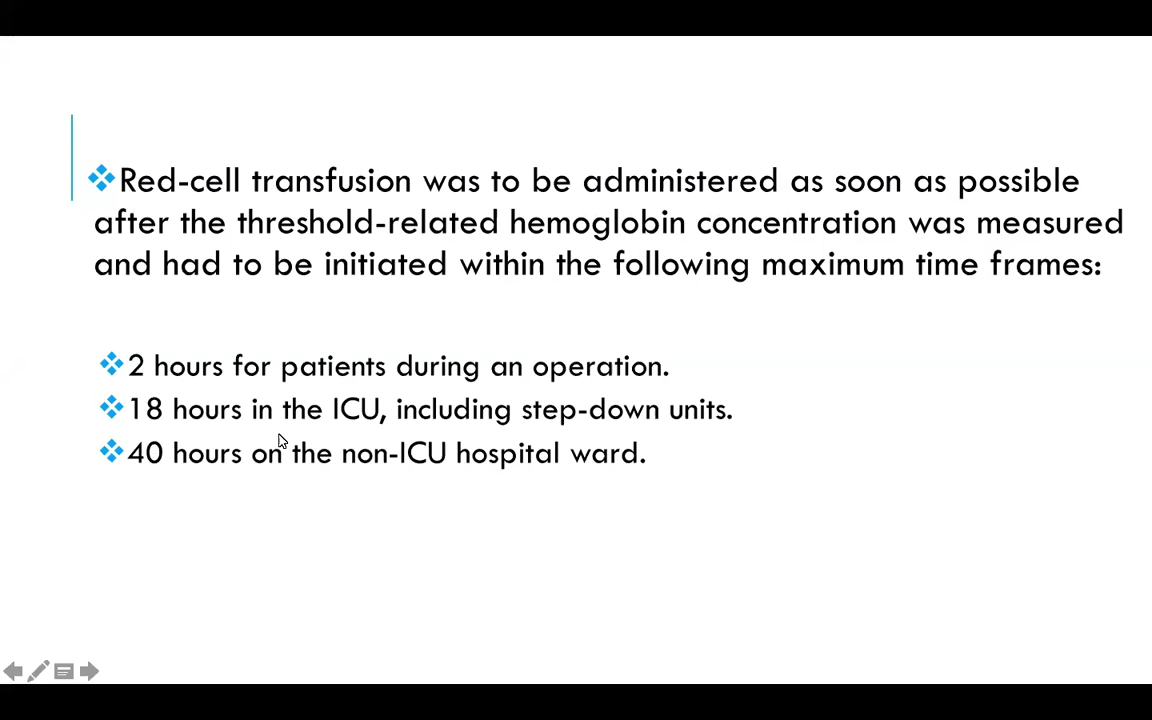 Red-cell transfusion was to be administered as soon as possible
after the threshold-related hemoglobin concentration was measured
and had to be initiated within the following maximum time frames:
2 hours for patients during an operation.
18 hours in the ICU, including step-down units.
40 hours on the non-ICU hospital ward.